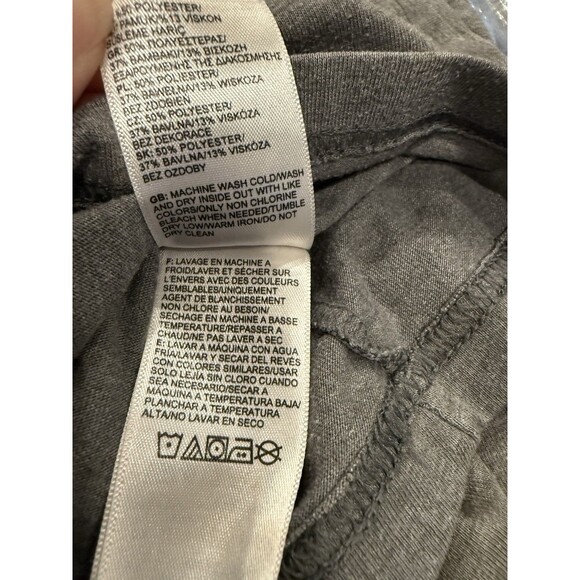 POLYESTER/
PAMUK/%13 VISKON
SÜSLEME HARİÇ
GR: 50% ΠΟΛΥΕΣΤΕΡΑΣ/
37% ΒΑΜΒΑΚΙ/13% ΒΙΣΚΟΖΗ
ΕΞΑΙΡΟΥΜΕΝΗΣ ΤΗΣ ΔΙΑΚΟΣΜΗΣΗΣ
PL: 50% POLIESTER/
37% BAWEŁNA/13% WISKOZA
BEZ ZDOBIEŃ
CZ: 50% POLYESTER/
37% BAVLNA/13% VISKÓZA
BEZ DEKORACE
SK: 50% POLYESTER/
37% BAVLNA/13% VISKÓZA
BEZ OZDOBY
GB: MACHINE WASH COLD/WASH
AND DRY INSIDE OUT WITH LIKE
COLORS/ONLY NON CHLORINE
BLEACH WHEN NEEDED/TUMBLE
DRY LOW/WARM IRON/DO NOT
DRY CLEAN
F: LAVAGE EN MACHINE A
FROID/LAVER ET SÉCHER SUR
L'ENVERS AVEC DES COULEURS
SEMBLABLES/UNIQUEMENT
AGENT DE BLANCHISSEMENT
NON CHLORE AU BESOIN/
SECHAGE EN MACHINE A BASSE
TEMPERATURE/REPASSER A
CHAUD/NE PAS LAVER A SEC
E: LAVAR A MÁQUINA CON AGUA
FRÍA/LAVAR Y SECAR DEL REVÉS
CON COLORES SIMILARES/USAR
SOLO LEJÍA SIN CLORO CUANDO
SEA NECESARIO/SECAR A
MÁQUINA A TEMPERATURA BAJA/
PLANCHAR A TEMPERATURA
ALTA/NO LAVAR EN SECO